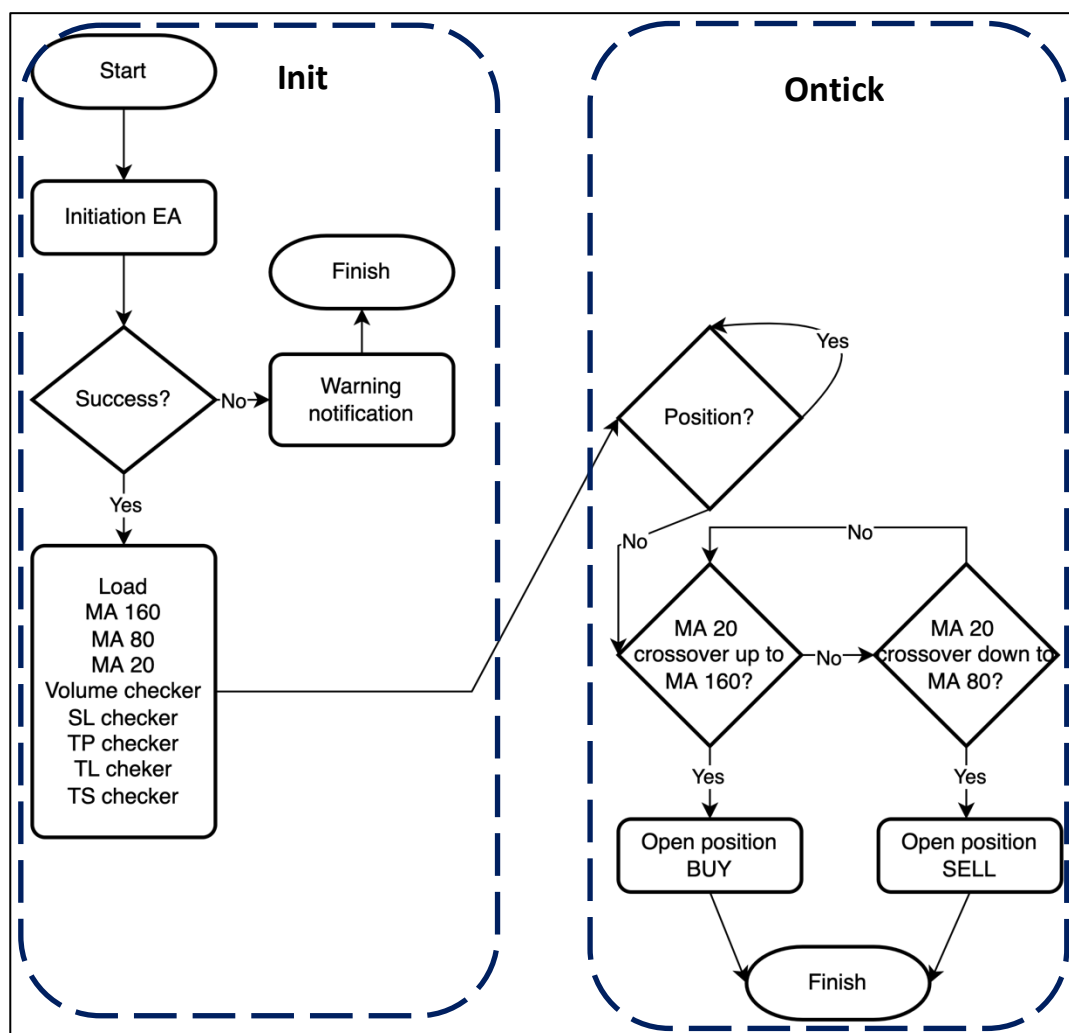 Init
Start
Initiation EA
Success?
No
Warning
notification
Finish
Yes
Load
MA 160
MA 80
MA 20
Volume checker
SL checker
TP checker
TL cheker
TS checker
Ontick
Position?
Yes
No
MA 20
crossover up to
MA 160?
No
MA 20
crossover down to
MA 80?
No
Yes
Open position
BUY
Yes
Open position
SELL
Finish